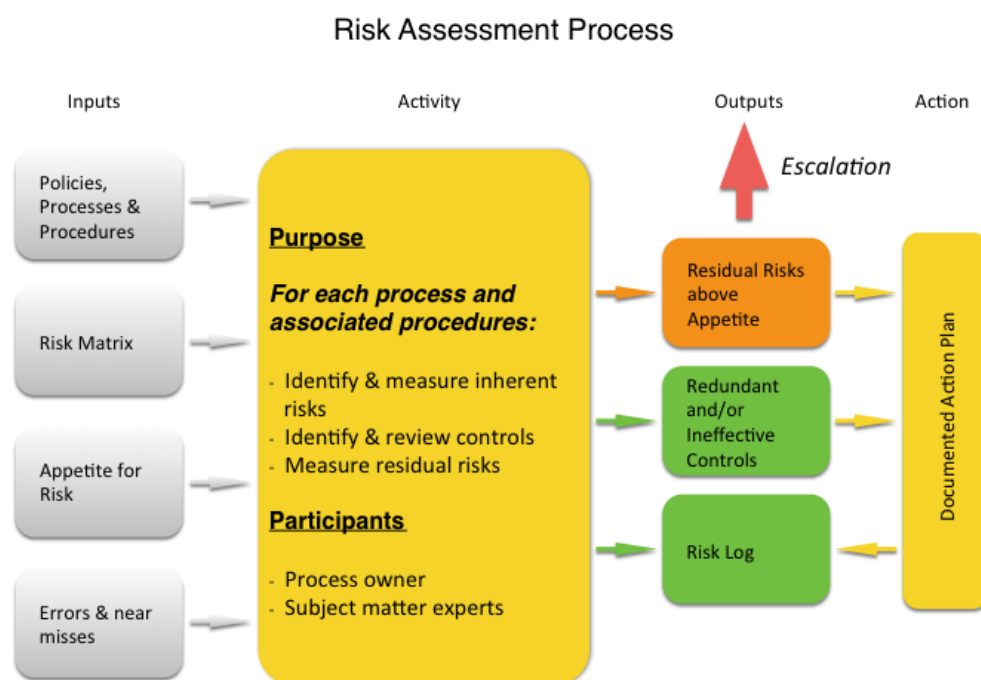 Risk Assessment Process
Inputs
Activity
Outputs
Action
Escalation
Policies,
Processes &
Procedures
Risk Matrix
Appetite for
Risk
Errors & near
misses
Purpose
For each process and
associated procedures:
- Identify & measure inherent
risks
- Identify & review controls
- Measure residual risks
Participants
- Process owner
- Subject matter experts
Residual Risks
above
Appetite
Redundant
and/or
Ineffective
Controls
Risk Log
Documented Action Plan